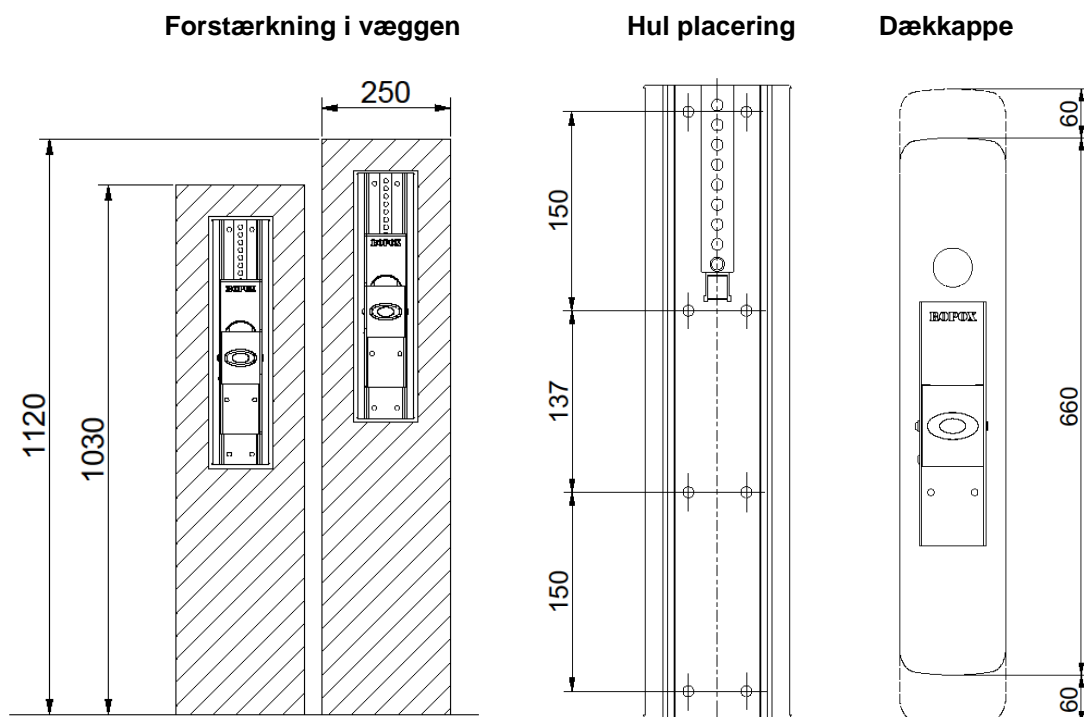 Forstærkning i væggen
Hul placering
Dækkappe
250
1120
1030
BOPOX
BOPOX
150
137
150
60
BOPOX
660
60